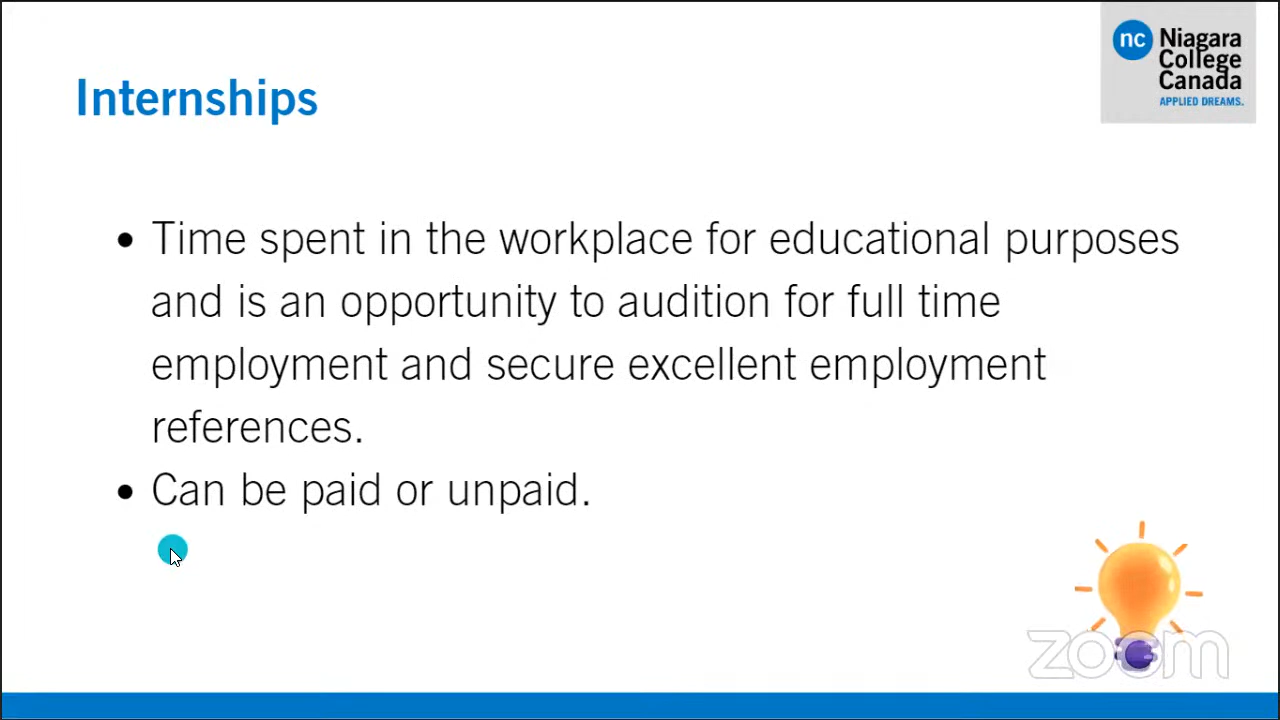 nc Niagara
College
Canada
APPLIED DREAMS.
Internships
• Time spent in the workplace for educational purposes
and is an opportunity to audition for full time
employment and secure excellent employment
references.
• Can be paid or unpaid.
zoom